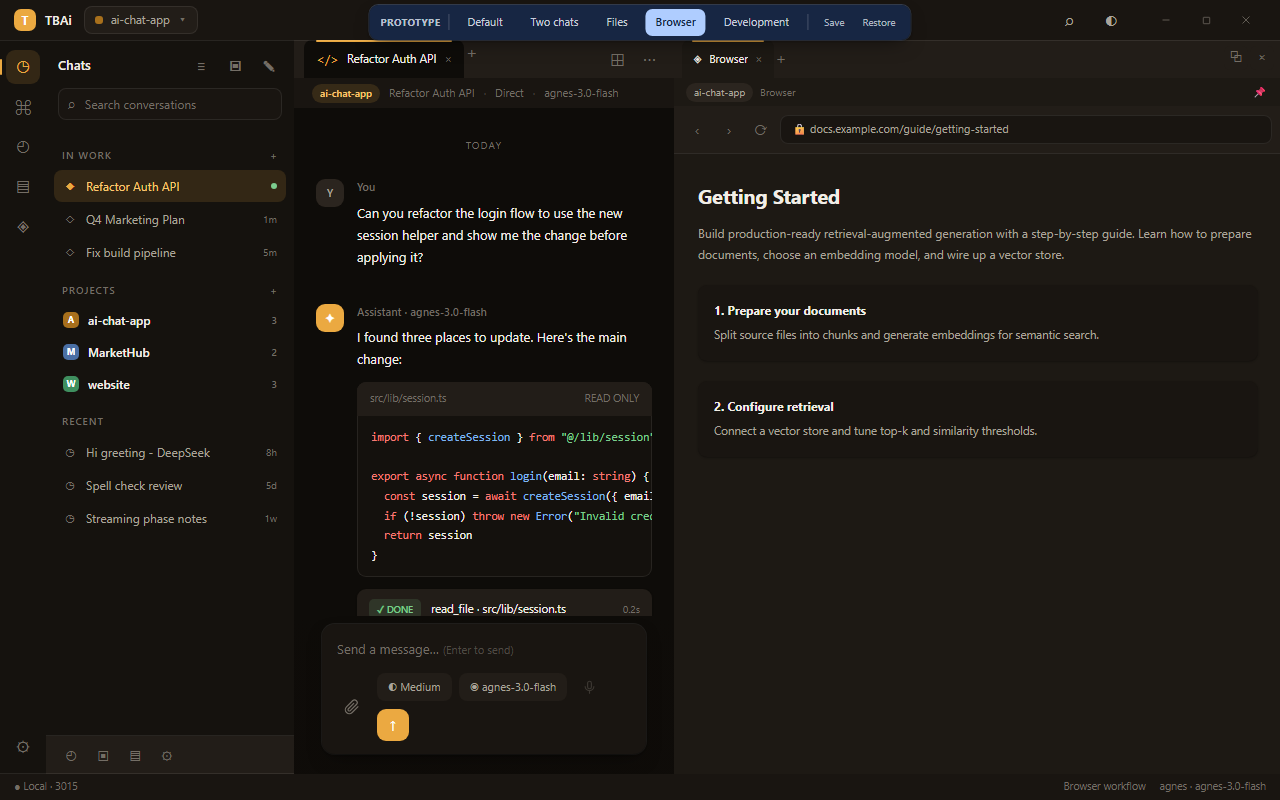 T TBAi ai-chat-app
PROTOTYPE Default Two chats Files Browser Development Save Restore
Chats
Search conversations
IN WORK +
Refactor Auth API
Q4 Marketing Plan 1m
Fix build pipeline 5m
PROJECTS +
A ai-chat-app 3
M MarketHub 2
W website 3
RECENT
Hi greeting - DeepSeek 8h
Spell check review 5d
Streaming phase notes 1w
</> Refactor Auth API × +
ai-chat-app Refactor Auth API · Direct · agnes-3.0-flash
TODAY
Y You
Can you refactor the login flow to use the new
session helper and show me the change before
applying it?
Assistant · agnes-3.0-flash
I found three places to update. Here's the main
change:
src/lib/session.ts READ ONLY
import { createSession } from "@/lib/session"
export async function login(email: string) {
const session = await createSession({ email
if (!session) throw new Error("Invalid cred
return session
}
✓ DONE read_file · src/lib/session.ts 0.2s
Send a message... (Enter to send)
Medium agnes-3.0-flash
↑
Browser × +
ai-chat-app Browser
docs.example.com/guide/getting-started
Getting Started
Build production-ready retrieval-augmented generation with a step-by-step guide. Learn how to prepare
documents, choose an embedding model, and wire up a vector store.
1. Prepare your documents
Split source files into chunks and generate embeddings for semantic search.
2. Configure retrieval
Connect a vector store and tune top-k and similarity thresholds.
● Local · 3015
Browser workflow agnes · agnes-3.0-flash